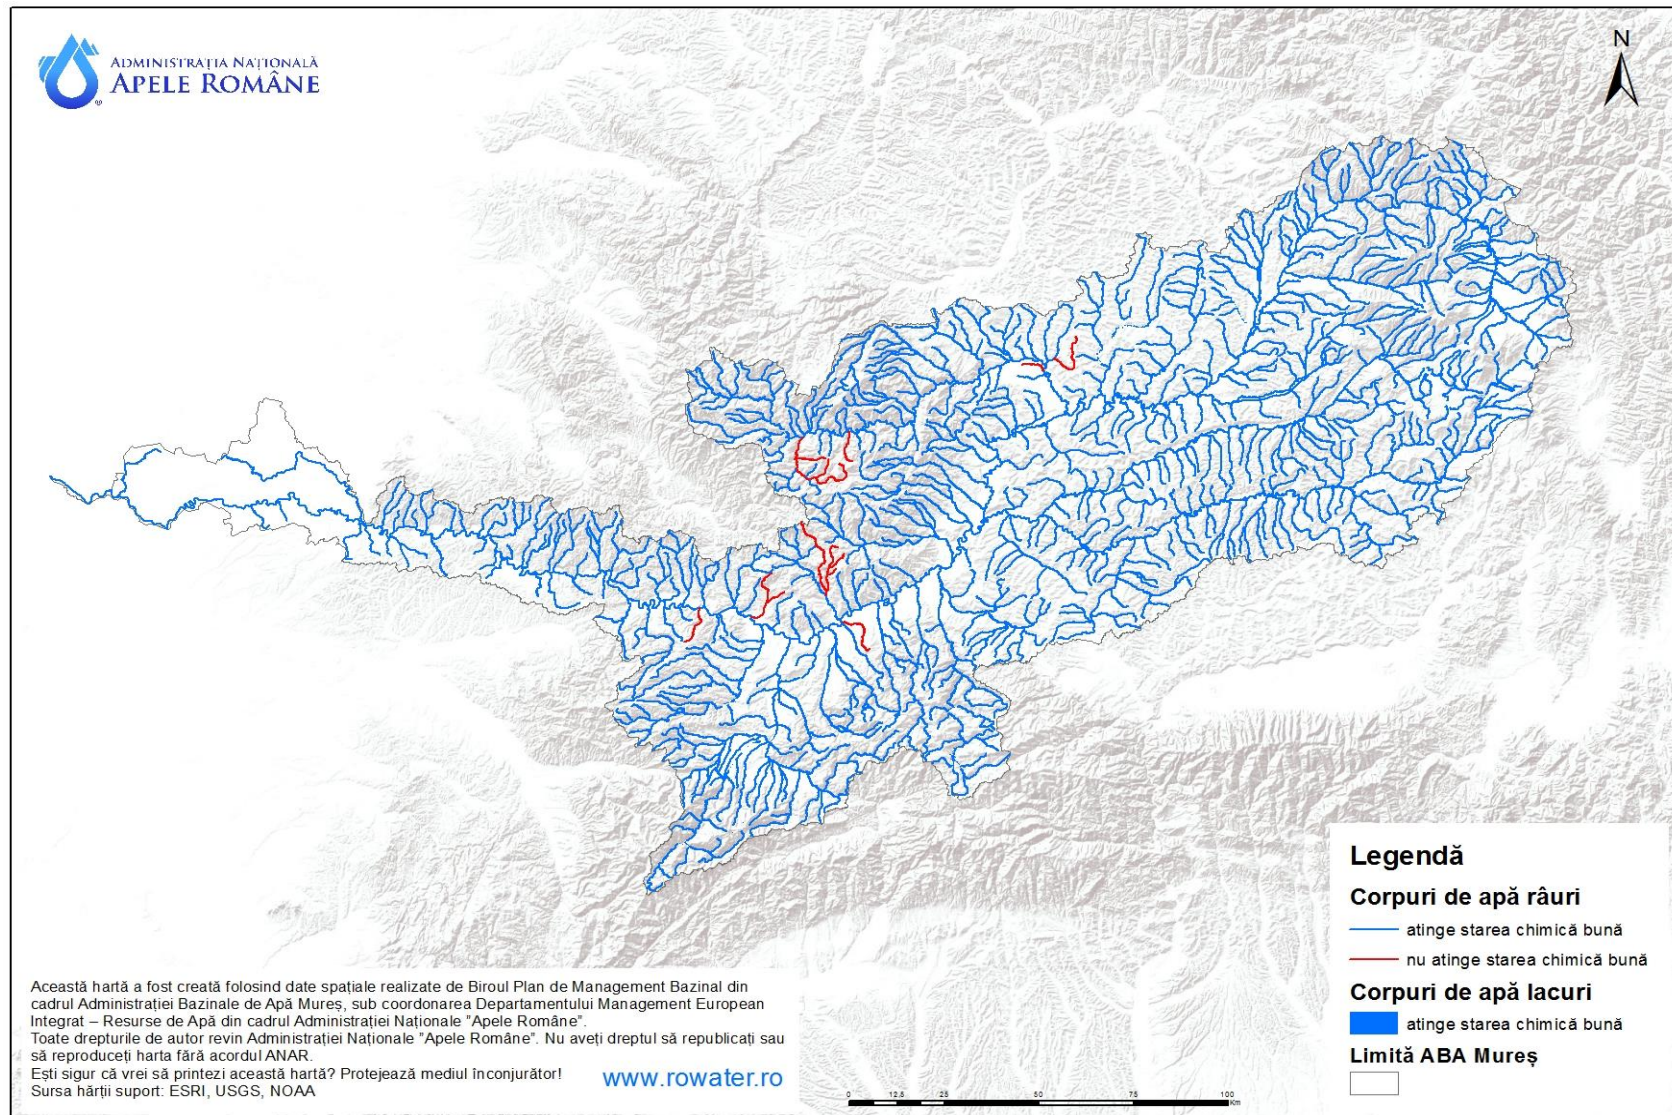 ADMINISTRAȚIA NAȚIONALĂ
APELE ROMÂNE
®
N
Legendă
Corpuri de apă râuri
atinge starea chimică bună
nu atinge starea chimică bună
Corpuri de apă lacuri
atinge starea chimică bună
Limită ABA Mureș
Această hartă a fost creată folosind date spațiale realizate de Biroul Plan de Management Bazinal din
cadrul Administrației Bazinale de Apă Mureș, sub coordonarea Departamentului Management European
Integrat – Resurse de Apă din cadrul Administrației Naționale "Apele Române".
Toate drepturile de autor revin Administrației Naționale "Apele Române". Nu aveți dreptul să republicați sau
să reproduceți harta fără acordul ANAR.
Ești sigur că vrei să printezi această hartă? Protejează mediul înconjurător!
Sursa hărții suport: ESRI, USGS, NOAA
www.rowater.ro
0 12,5 25 50 75 100
Km